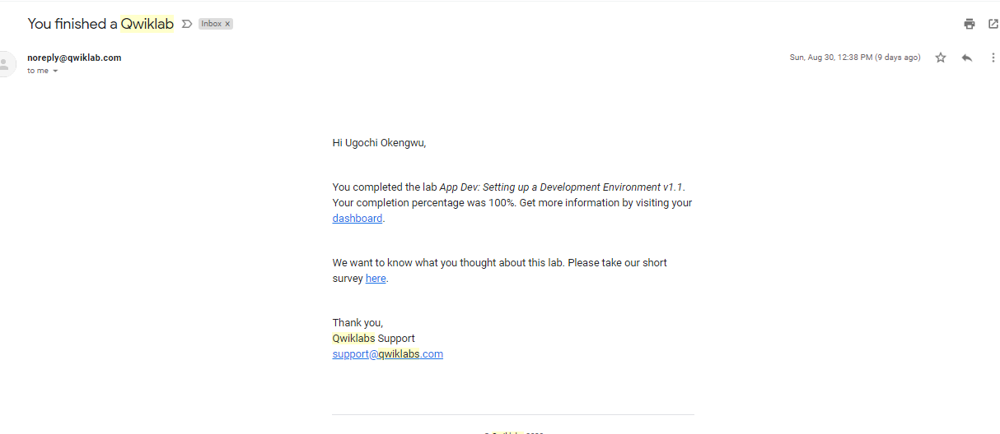 You finished a Qwiklab Inbox x
noreply@qwiklab.com Sun, Aug 30, 12:38 PM (9 days ago)
to me
Hi Ugochi Okengwu,
You completed the lab App Dev: Setting up a Development Environment v1.1.
Your completion percentage was 100%. Get more information by visiting your
dashboard.
We want to know what you thought about this lab. Please take our short
survey here.
Thank you,
Qwiklabs Support
support@qwiklabs.com